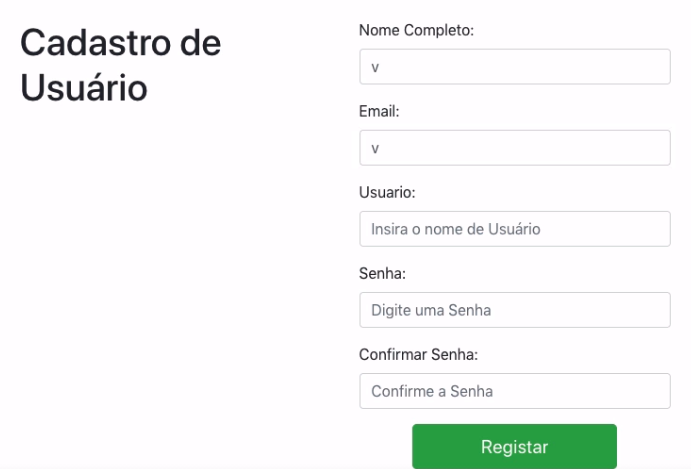 Cadastro de
Usuário
Nome Completo:
v
Email:
v
Usuario:
Insira o nome de Usuário
Senha:
Digite uma Senha
Confirmar Senha:
Confirme a Senha
Registar